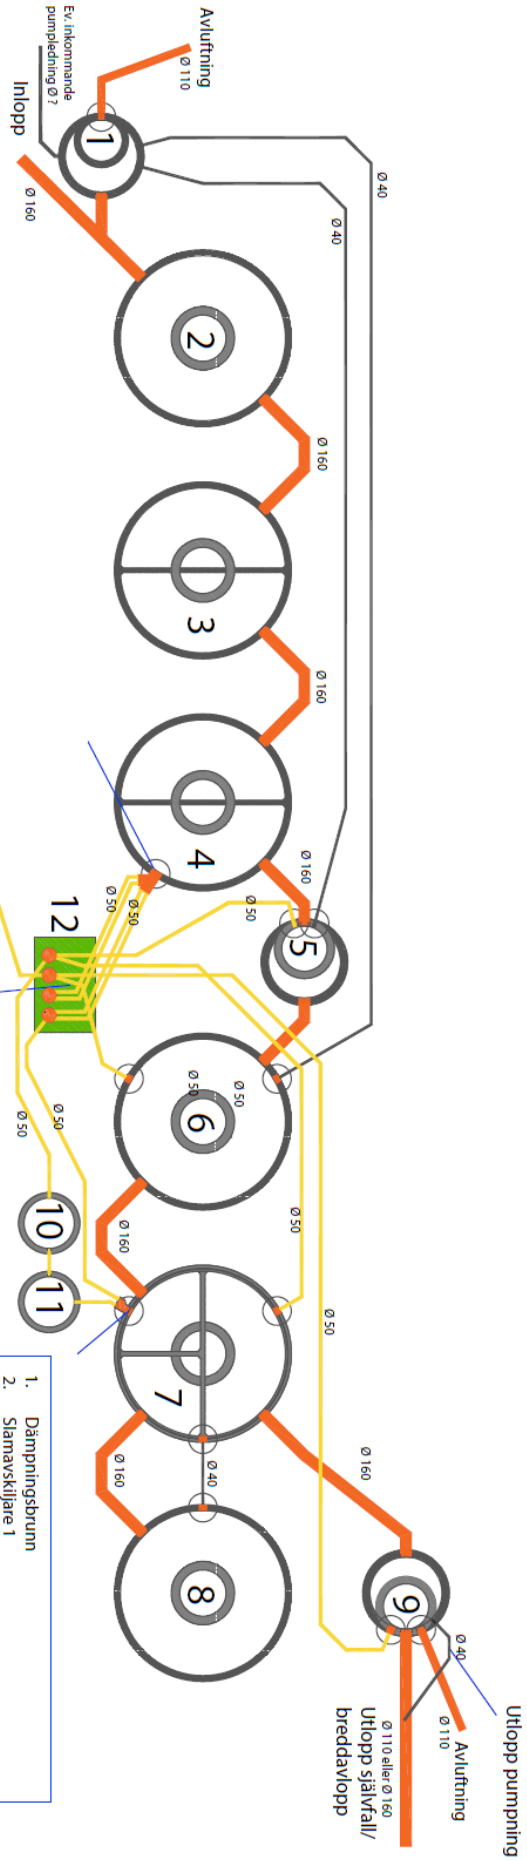 Avluftning
Ø 110
Ev. inkommande
pumpledning Ø ?
Inlopp
Ø 160
1
Ø 40
Ø 40
2
Ø 160
3
Ø 160
4
Ø 160
5
Ø 50
Ø 50
Ø 50
12
6
Ø 50
Ø 50
Ø 50
Ø 50
10
11
Ø 160
Ø 50
Ø 50
7
Ø 160
Ø 160
Ø 40
8
9
Ø 40
Utlopp pumpning
Avluftning
Ø 110
Ø 110 eller Ø 160
Utlopp självfall/
breddavlopp
1. Dämpningsbrunn
2. Slamavskiljare 1